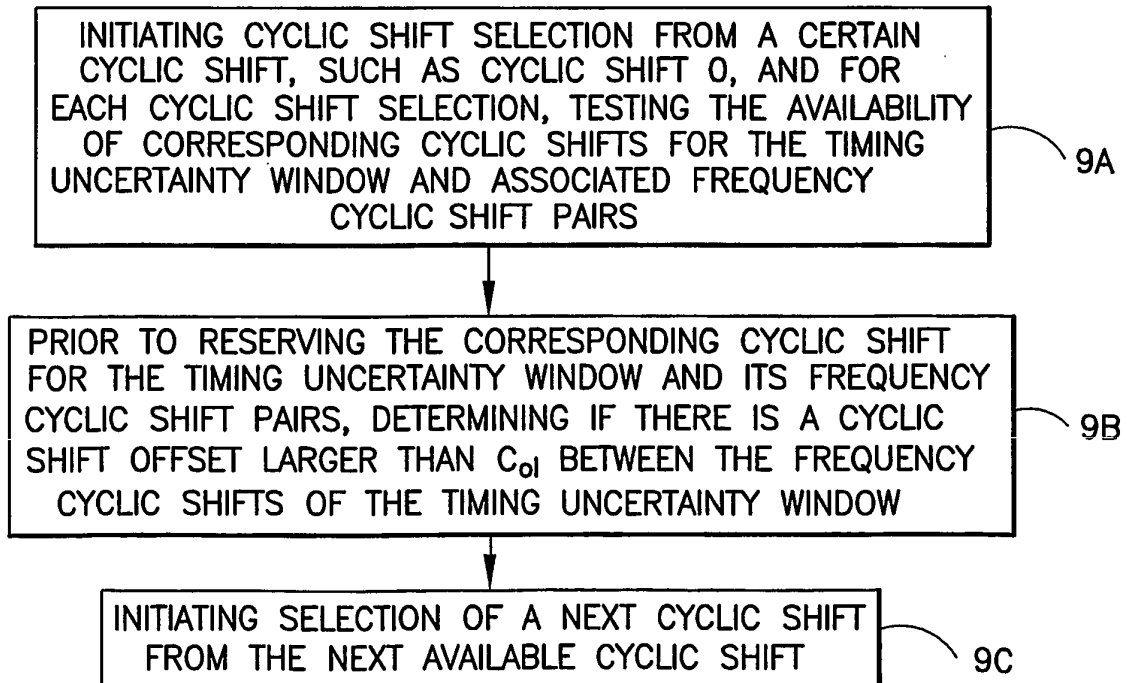 INITIATING CYCLIC SHIFT SELECTION FROM A CERTAIN
CYCLIC SHIFT, SUCH AS CYCLIC SHIFT 0, AND FOR
EACH CYCLIC SHIFT SELECTION, TESTING THE AVAILABILITY
OF CORRESPONDING CYCLIC SHIFTS FOR THE TIMING
UNCERTAINTY WINDOW AND ASSOCIATED FREQUENCY
CYCLIC SHIFT PAIRS
9A
PRIOR TO RESERVING THE CORRESPONDING CYCLIC SHIFT
FOR THE TIMING UNCERTAINTY WINDOW AND ITS FREQUENCY
CYCLIC SHIFT PAIRS, DETERMINING IF THERE IS A CYCLIC
SHIFT OFFSET LARGER THAN Col BETWEEN THE FREQUENCY
CYCLIC SHIFTS OF THE TIMING UNCERTAINTY WINDOW
9B
INITIATING SELECTION OF A NEXT CYCLIC SHIFT
FROM THE NEXT AVAILABLE CYCLIC SHIFT
9C